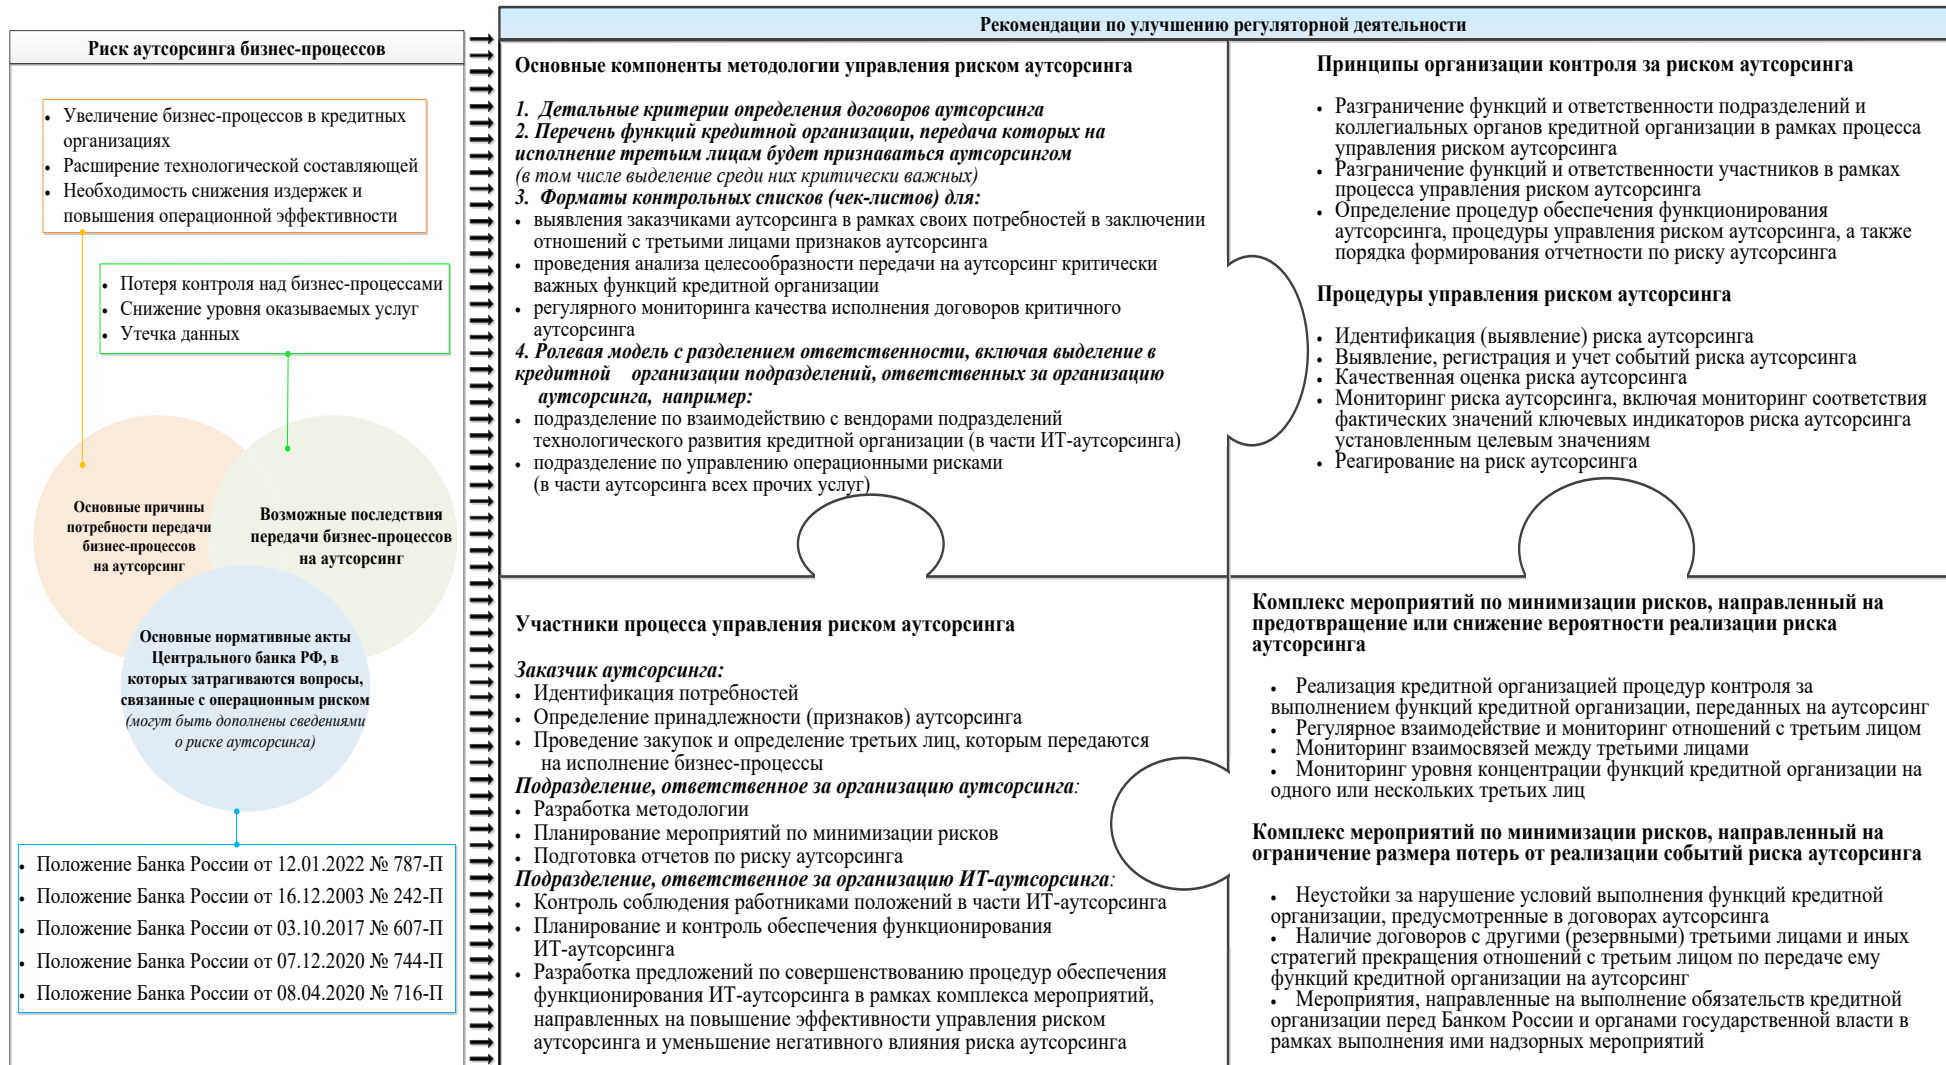 Риск аутсорсинга бизнес-процессов
• Увеличение бизнес-процессов в кредитных
организациях
• Расширение технологической составляющей
• Необходимость снижения издержек и
повышения операционной эффективности
• Потеря контроля над бизнес-процессами
• Снижение уровня оказываемых услуг
• Утечка данных
Основные причины
потребности передачи
бизнес-процессов
на аутсорсинг
Возможные последствия
передачи бизнес-процессов
на аутсорсинг
Основные нормативные акты
Центрального банка РФ, в
которых затрагиваются вопросы,
связанные с операционным риском
(могут быть дополнены сведениями
о риске аутсорсинга)
• Положение Банка России от 12.01.2022 № 787-П
• Положение Банка России от 16.12.2003 № 242-П
• Положение Банка России от 03.10.2017 № 607-П
• Положение Банка России от 07.12.2020 № 744-П
• Положение Банка России от 08.04.2020 № 716-П
Рекомендации по улучшению регуляторной деятельности
Основные компоненты методологии управления риском аутсорсинга
1. Детальные критерии определения договоров аутсорсинга
2. Перечень функций кредитной организации, передача которых на
исполнение третьим лицам будет признаваться аутсорсингом
(в том числе выделение среди них критически важных)
3. Форматы контрольных списков (чек-листов) для:
• выявления заказчиками аутсорсинга в рамках своих потребностей в заключении
отношений с третьими лицами признаков аутсорсинга
• проведения анализа целесообразности передачи на аутсорсинг критически
важных функций кредитной организации
• регулярного мониторинга качества исполнения договоров критичного
аутсорсинга
4. Ролевая модель с разделением ответственности, включая выделение в
кредитной организации подразделений, ответственных за организацию
аутсорсинга, например:
• подразделение по взаимодействию с вендорами подразделений
технологического развития кредитной организации (в части ИТ-аутсорсинга)
• подразделение по управлению операционными рисками
(в части аутсорсинга всех прочих услуг)
Принципы организации контроля за риском аутсорсинга
• Разграничение функций и ответственности подразделений и
коллегиальных органов кредитной организации в рамках процесса
управления риском аутсорсинга
• Разграничение функций и ответственности участников в рамках
процесса управления риском аутсорсинга
• Определение процедур обеспечения функционирования
аутсорсинга, процедуры управления риском аутсорсинга, а также
порядка формирования отчетности по риску аутсорсинга
Процедуры управления риском аутсорсинга
• Идентификация (выявление) риска аутсорсинга
• Выявление, регистрация и учет событий риска аутсорсинга
• Качественная оценка риска аутсорсинга
• Мониторинг риска аутсорсинга, включая мониторинг соответствия
фактических значений ключевых индикаторов риска аутсорсинга
установленным целевым значениям
• Реагирование на риск аутсорсинга
Участники процесса управления риском аутсорсинга
Заказчик аутсорсинга:
• Идентификация потребностей
• Определение принадлежности (признаков) аутсорсинга
• Проведение закупок и определение третьих лиц, которым передаются
на исполнение бизнес-процессы
Подразделение, ответственное за организацию аутсорсинга:
• Разработка методологии
• Планирование мероприятий по минимизации рисков
• Подготовка отчетов по риску аутсорсинга
Подразделение, ответственное за организацию ИТ-аутсорсинга:
• Контроль соблюдения работниками положений в части ИТ-аутсорсинга
• Планирование и контроль обеспечения функционирования
ИТ-аутсорсинга
• Разработка предложений по совершенствованию процедур обеспечения
функционирования ИТ-аутсорсинга в рамках комплекса мероприятий,
направленных на повышение эффективности управления риском
аутсорсинга и уменьшение негативного влияния риска аутсорсинга
Комплекс мероприятий по минимизации рисков, направленный на
предотвращение или снижение вероятности реализации риска
аутсорсинга
• Реализация кредитной организацией процедур контроля за
выполнением функций кредитной организации, переданных на аутсорсинг
• Регулярное взаимодействие и мониторинг отношений с третьим лицом
• Мониторинг взаимосвязей между третьими лицами
• Мониторинг уровня концентрации функций кредитной организации на
одного или нескольких третьих лиц
Комплекс мероприятий по минимизации рисков, направленный на
ограничение размера потерь от реализации событий риска аутсорсинга
• Неустойки за нарушение условий выполнения функций кредитной
организации, предусмотренные в договорах аутсорсинга
• Наличие договоров с другими (резервными) третьими лицами и иных
стратегий прекращения отношений с третьим лицом по передаче ему
функций кредитной организации на аутсорсинг
• Мероприятия, направленные на выполнение обязательств кредитной
организации перед Банком России и органами государственной власти в
рамках выполнения ими надзорных мероприятий